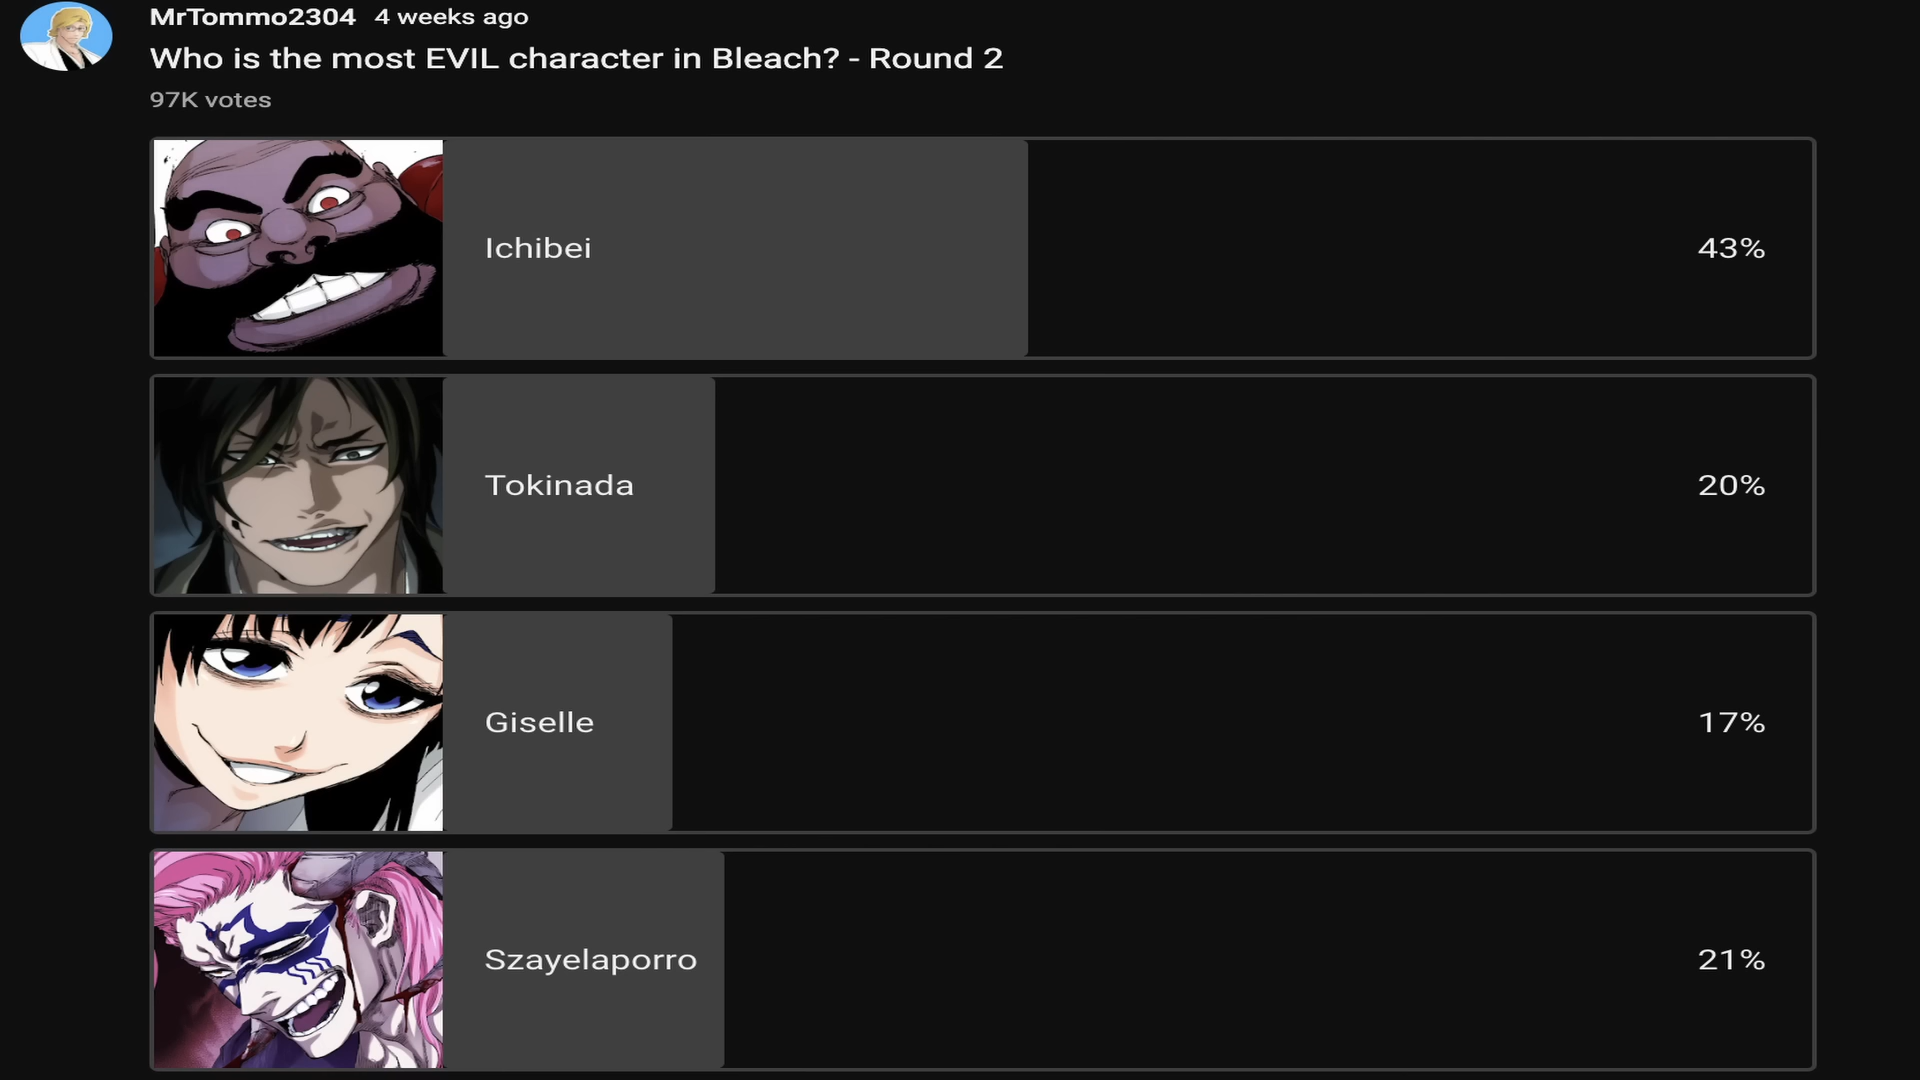 MrTommo2304 4 weeks ago
Who is the most EVIL character in Bleach? - Round 2
97K votes
Ichibei 43%
Tokinada 20%
Giselle 17%
Szayelaporro 21%